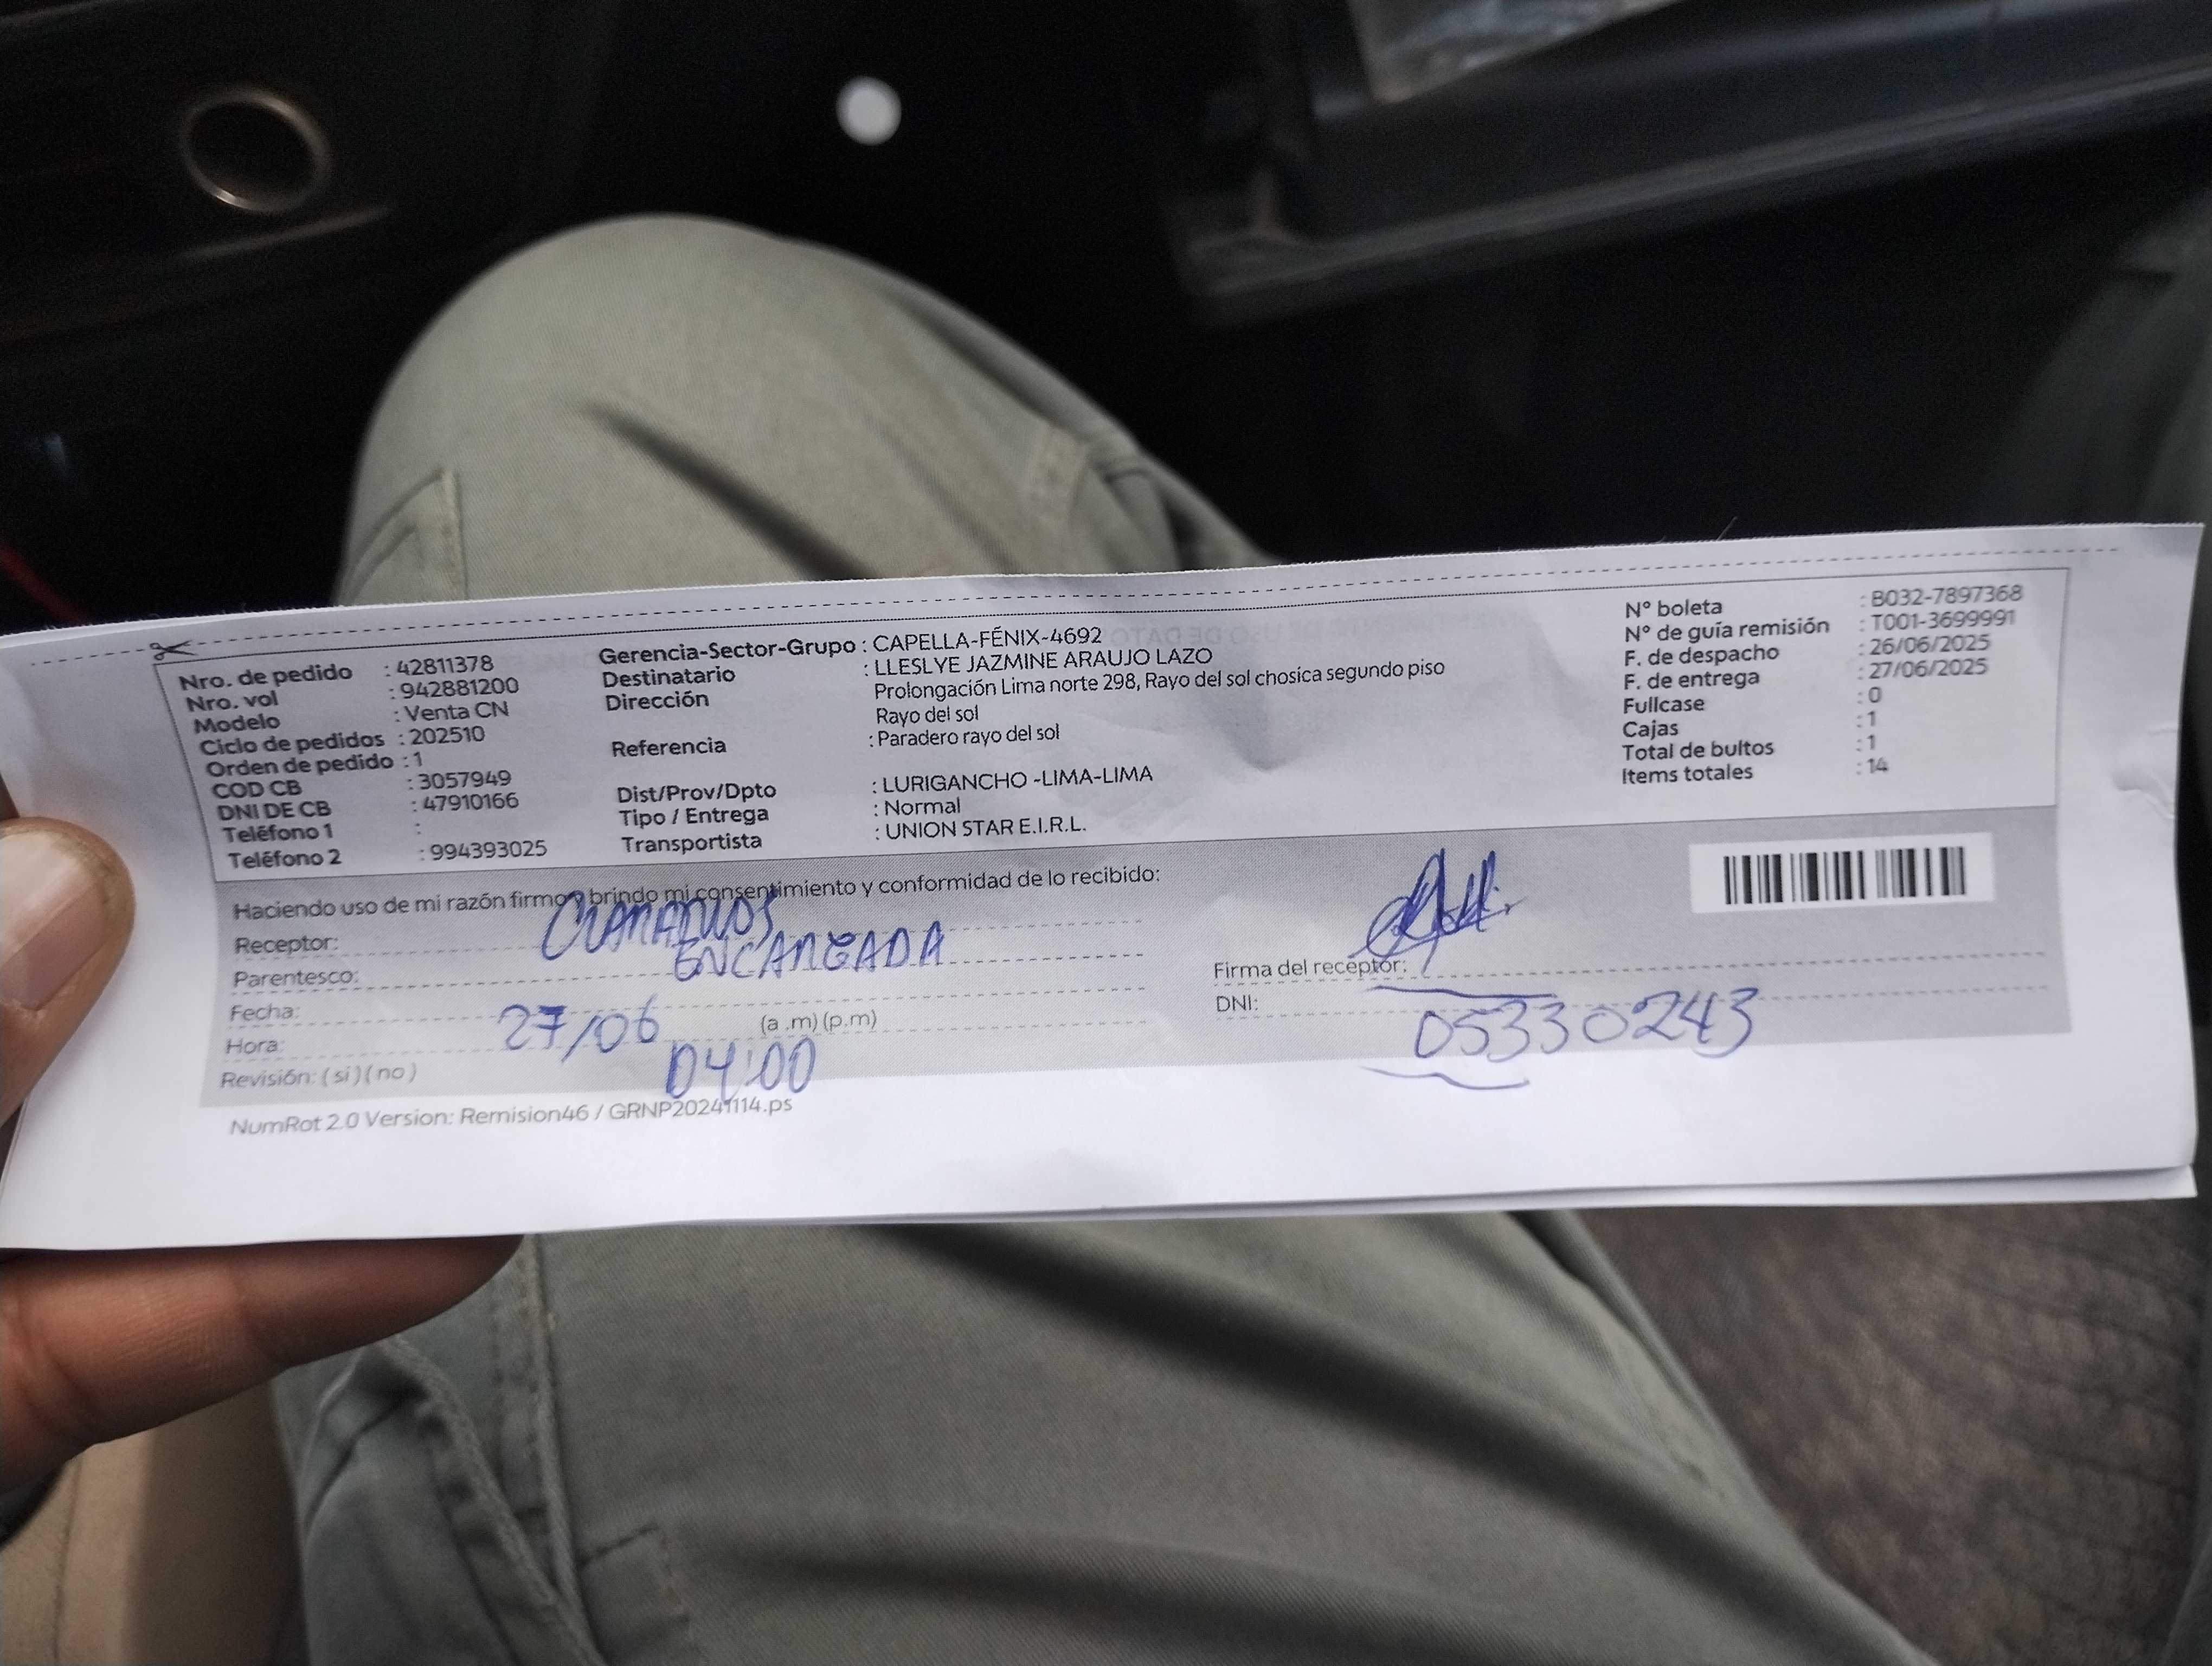 Nro. de pedido : 42811378
Nro. vol : 942881200
Modelo : Venta CN
Ciclo de pedidos : 202510
Orden de pedido : 1
COD CB : 3057949
DNI DE CB : 47910166
Teléfono 1 :
Teléfono 2 : 994393025
Gerencia-Sector-Grupo : CAPELLA-FÉNIX-4692
Destinatario : LLESLYE JAZMINE ARAUJO LAZO
Dirección Prolongación Lima norte 298, Rayo del sol chosica segundo piso
Rayo del sol
Referencia : Paradero rayo del sol
Dist/Prov/Dpto : LURIGANCHO -LIMA-LIMA
Tipo / Entrega : Normal
Transportista : UNION STAR E.I.R.L.
N° boleta : B032-7897368
N° de guía remisión : T001-3699991
F. de despacho : 26/06/2025
F. de entrega : 27/06/2025
Fullcase : 0
Cajas : 1
Total de bultos : 1
Items totales : 14
Haciendo uso de mi razón firmo y brindo mi consentimiento y conformidad de lo recibido:
Receptor:
Parentesco: ENCARGADA
Fecha: 27/06
Hora: (a .m) (p.m) 04:00
Revisión: ( si ) ( no )
Firma del receptor:
DNI: 05330243
NumRot 2.0 Version: Remision46 / GRNP20241114.ps